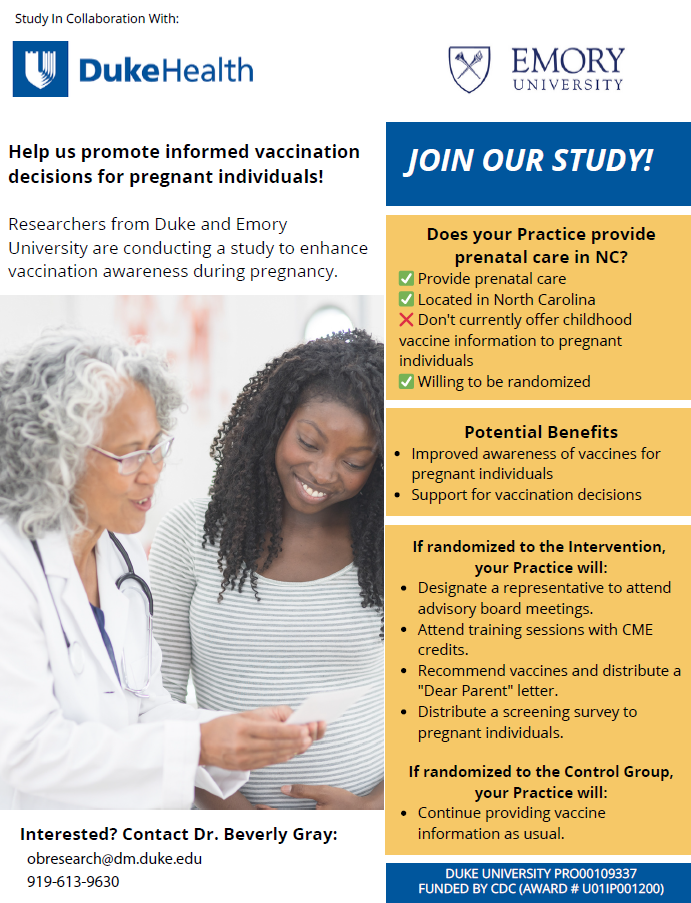 Study In Collaboration With:
DukeHealth
EMORY
UNIVERSITY
Help us promote informed vaccination
decisions for pregnant individuals!
Researchers from Duke and Emory
University are conducting a study to enhance
vaccination awareness during pregnancy.
JOIN OUR STUDY!
Does your Practice provide
prenatal care in NC?
✅ Provide prenatal care
✅ Located in North Carolina
❌ Don't currently offer childhood
vaccine information to pregnant
individuals
✅ Willing to be randomized
Potential Benefits
• Improved awareness of vaccines for
pregnant individuals
• Support for vaccination decisions
If randomized to the Intervention,
your Practice will:
• Designate a representative to attend
advisory board meetings.
• Attend training sessions with CME
credits.
• Recommend vaccines and distribute a
"Dear Parent" letter.
• Distribute a screening survey to
pregnant individuals.
If randomized to the Control Group,
your Practice will:
• Continue providing vaccine
information as usual.
Interested? Contact Dr. Beverly Gray:
obresearch@dm.duke.edu
919-613-9630
DUKE UNIVERSITY PRO00109337
FUNDED BY CDC (AWARD # U01IP001200)